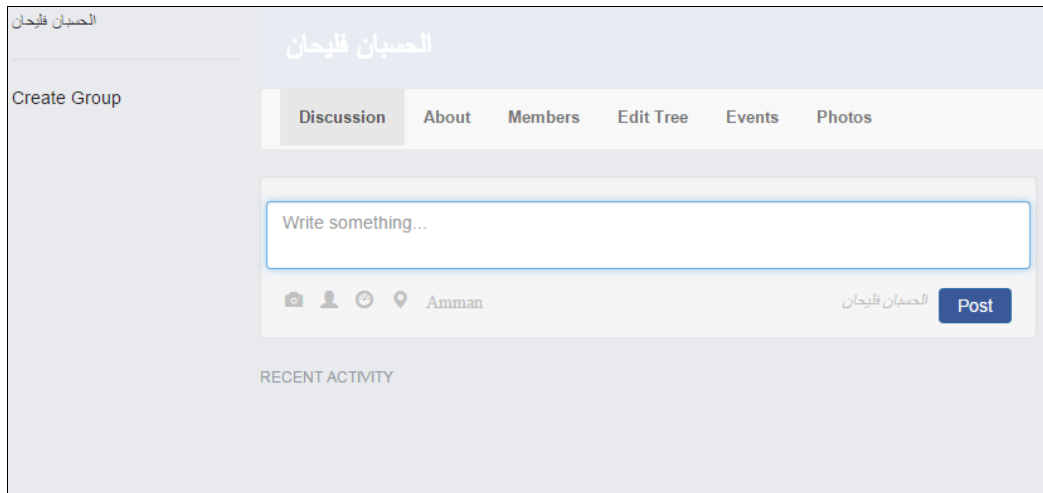 الحسبان فليحان
Create Group
الحسبان فليحان
Discussion About Members Edit Tree Events Photos
Write something...
Amman
الحسبان فليحان
Post
RECENT ACTIVITY